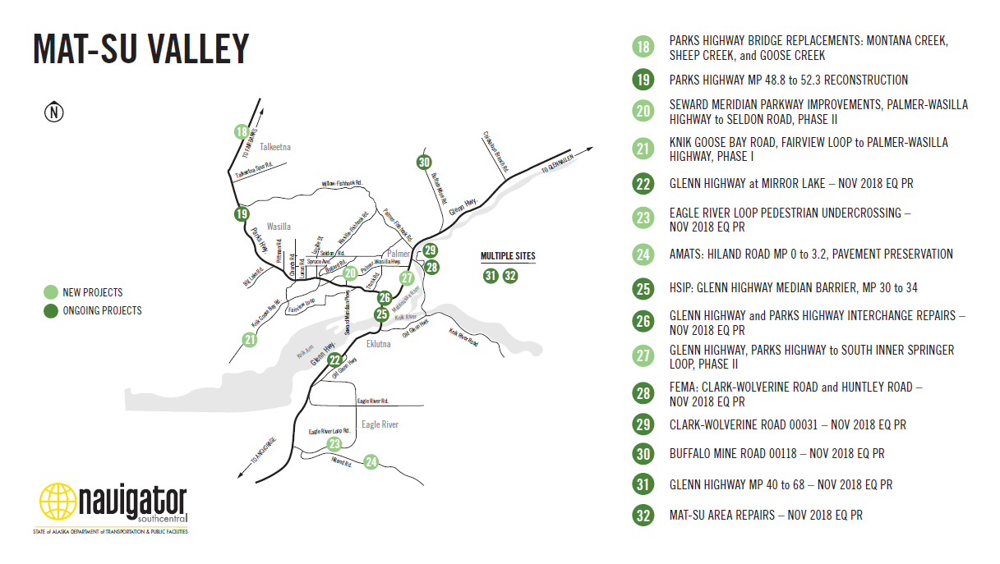 MAT-SU VALLEY
N
18
TO FAIRBANKS
Talkeetna
Talkeetna Spur Rd.
Willow-Fishhook Rd.
30
Buffalo Mine Rd.
Chickaloon Branch Rd.
TO GLENNALLEN
Glenn Hwy.
19
Wasilla
Parks Hwy.
Pittman Rd.
Church Rd.
Lucus Rd.
Lucille St.
Wasilla-Fishhook Rd.
Palmer-Fishhook Rd.
Seldon Rd.
Spruce Ave.
Bogard Rd.
Palmer-Wasilla Hwy.
Palmer
29
28
20
27
Trunk Rd.
Big Lake Rd.
Fairview Loop
Knik Goose Bay Rd.
Seward Meridian Pkwy.
26
25
Matanuska River
Knik River
Old Glenn Hwy.
Knik River Road
21
Knik Arm
Glenn Hwy.
22
Old Glenn Hwy
Eklutna
Eagle River Rd.
Eagle River
Eagle River Loop Rd.
23
Hiland Rd.
24
TO ANCHORAGE
MULTIPLE SITES
31 32
NEW PROJECTS
ONGOING PROJECTS
navigator
southcentral
STATE of ALASKA DEPARTMENT of TRANSPORTATION & PUBLIC FACILITIES
18 PARKS HIGHWAY BRIDGE REPLACEMENTS: MONTANA CREEK,
SHEEP CREEK, and GOOSE CREEK
19 PARKS HIGHWAY MP 48.8 to 52.3 RECONSTRUCTION
20 SEWARD MERIDIAN PARKWAY IMPROVEMENTS, PALMER-WASILLA
HIGHWAY to SELDON ROAD, PHASE II
21 KNIK GOOSE BAY ROAD, FAIRVIEW LOOP to PALMER-WASILLA
HIGHWAY, PHASE I
22 GLENN HIGHWAY at MIRROR LAKE – NOV 2018 EQ PR
23 EAGLE RIVER LOOP PEDESTRIAN UNDERCROSSING –
NOV 2018 EQ PR
24 AMATS: HILAND ROAD MP 0 to 3.2, PAVEMENT PRESERVATION
25 HSIP: GLENN HIGHWAY MEDIAN BARRIER, MP 30 to 34
26 GLENN HIGHWAY and PARKS HIGHWAY INTERCHANGE REPAIRS –
NOV 2018 EQ PR
27 GLENN HIGHWAY, PARKS HIGHWAY to SOUTH INNER SPRINGER
LOOP, PHASE II
28 FEMA: CLARK-WOLVERINE ROAD and HUNTLEY ROAD –
NOV 2018 EQ PR
29 CLARK-WOLVERINE ROAD 00031 – NOV 2018 EQ PR
30 BUFFALO MINE ROAD 00118 – NOV 2018 EQ PR
31 GLENN HIGHWAY MP 40 to 68 – NOV 2018 EQ PR
32 MAT-SU AREA REPAIRS – NOV 2018 EQ PR